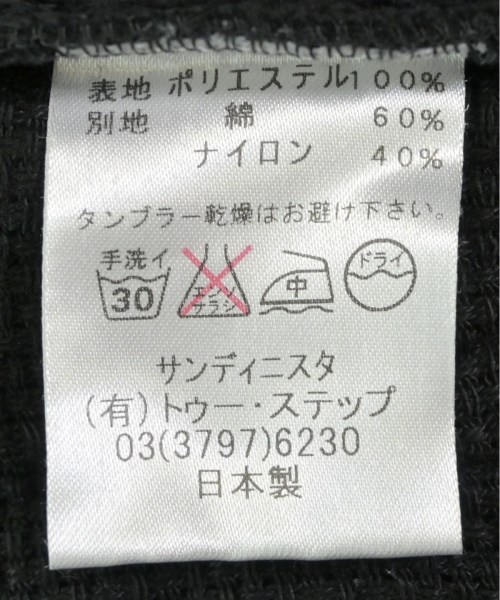 表地 ポリエステル100%
別地 綿 60%
ナイロン 40%
タンブラー乾燥はお避け下さい。
手洗イ 30
エンソ サラシ
中
ドライ
サンディニスタ
(有)トゥー・ステップ
03(3797)6230
日本製